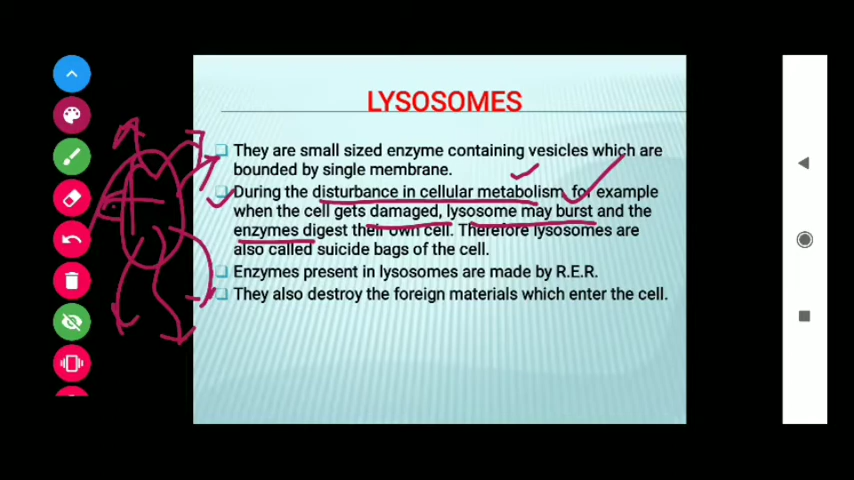 LYSOSOMES
They are small sized enzyme containing vesicles which are
bounded by single membrane.
During the disturbance in cellular metabolism, for example
when the cell gets damaged, lysosome may burst and the
enzymes digest their own cell. Therefore lysosomes are
also called suicide bags of the cell.
Enzymes present in lysosomes are made by R.E.R.
They also destroy the foreign materials which enter the cell.